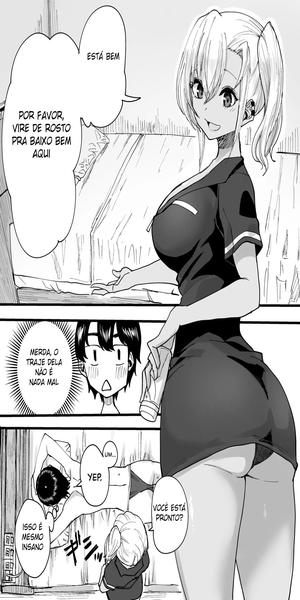 ESTÁ BEM
POR FAVOR,
VIRE DE ROSTO
PRA BAIXO BEM
AQUI
MERDA, O
TRAJE DELA
NÃO É
NADA MAL
UM...
YEP.
VOCÊ ESTÁ
PRONTO?
ISSO É
MESMO
INSANO